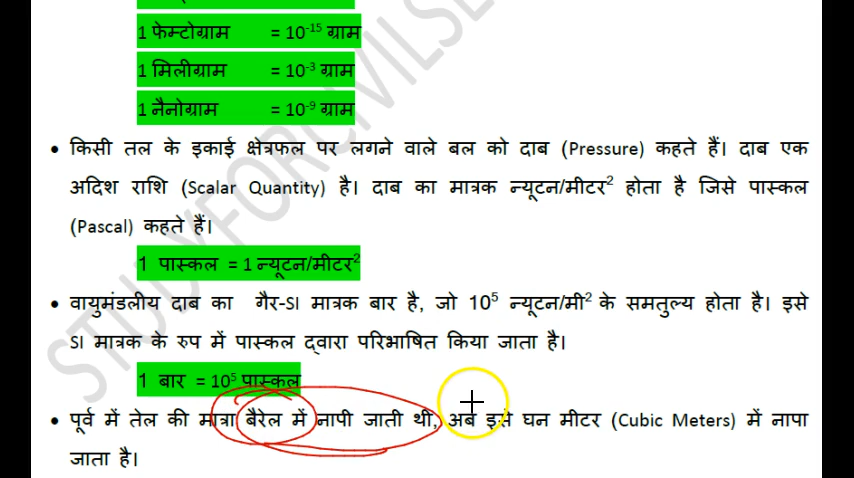 1 फेम्टोग्राम = 10⁻¹⁵ ग्राम
1 मिलीग्राम = 10⁻³ ग्राम
1 नैनोग्राम = 10⁻⁹ ग्राम
• किसी तल के इकाई क्षेत्रफल पर लगने वाले बल को दाब (Pressure) कहते हैं। दाब एक
अदिश राशि (Scalar Quantity) है। दाब का मात्रक न्यूटन/मीटर² होता है जिसे पास्कल
(Pascal) कहते हैं।
1 पास्कल = 1 न्यूटन/मीटर²
• वायुमंडलीय दाब का गैर-SI मात्रक बार है, जो 10⁵ न्यूटन/मी² के समतुल्य होता है। इसे
SI मात्रक के रुप में पास्कल द्वारा परिभाषित किया जाता है।
1 बार = 10⁵ पास्कल
• पूर्व में तेल की मात्रा बैरेल में नापी जाती थी, अब इसे घन मीटर (Cubic Meters) में नापा
जाता है।
STUDYFORCIVILSE